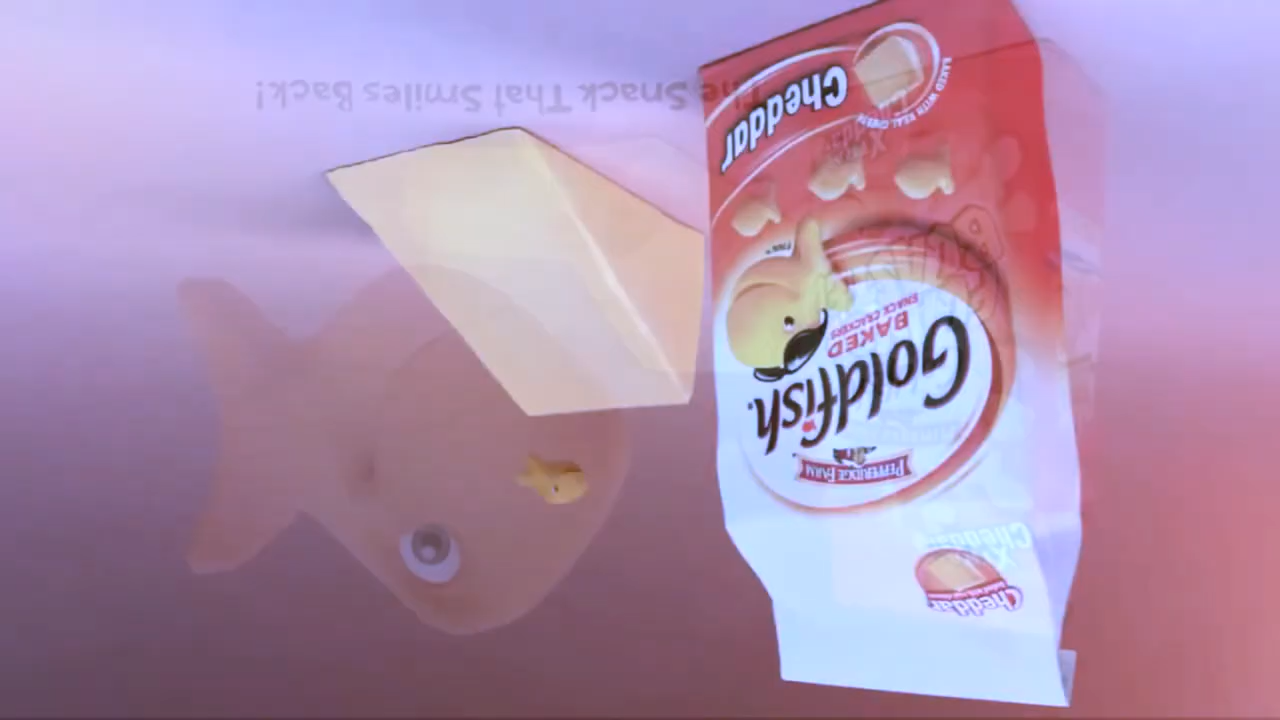 Cheddar
PEPPERIDGE FARM
Goldfish
BAKED
SNACK CRACKERS
Cheddar
BAKED WITH REAL CHEESE
The Snack That Smiles Back!